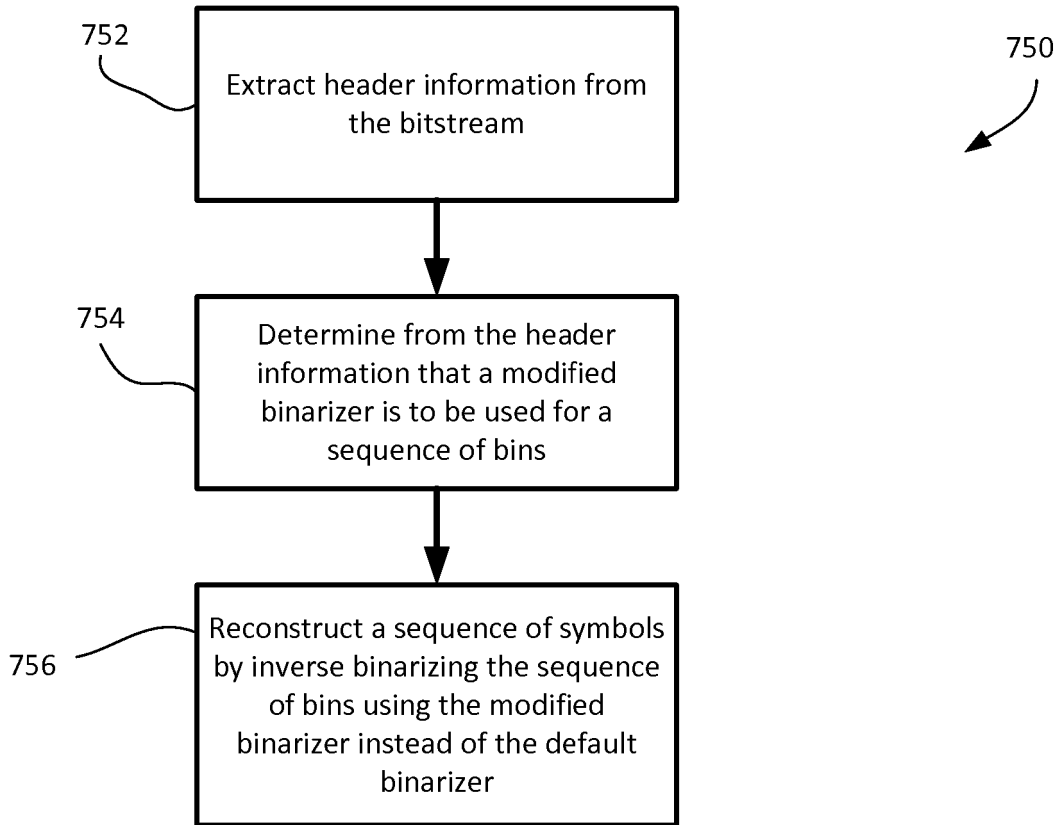 752
750
Extract header information from
the bitstream
754
Determine from the header
information that a modified
binarizer is to be used for a
sequence of bins
756
Reconstruct a sequence of symbols
by inverse binarizing the sequence
of bins using the modified
binarizer instead of the default
binarizer